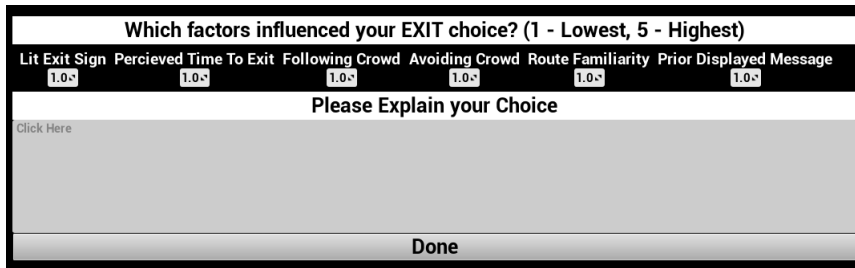 Which factors influenced your EXIT choice? (1 - Lowest, 5 - Highest)
Lit Exit Sign Percieved Time To Exit Following Crowd Avoiding Crowd Route Familiarity Prior Displayed Message
1.0 1.0 1.0 1.0 1.0 1.0
Please Explain your Choice
Click Here
Done